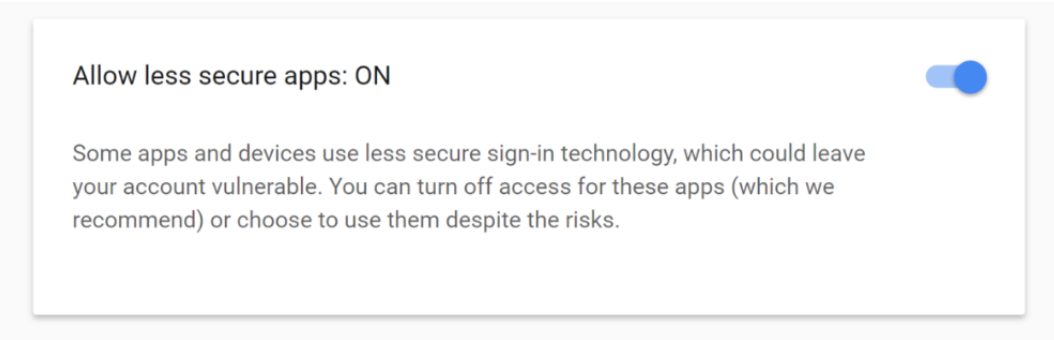 Allow less secure apps: ON
Some apps and devices use less secure sign-in technology, which could leave
your account vulnerable. You can turn off access for these apps (which we
recommend) or choose to use them despite the risks.